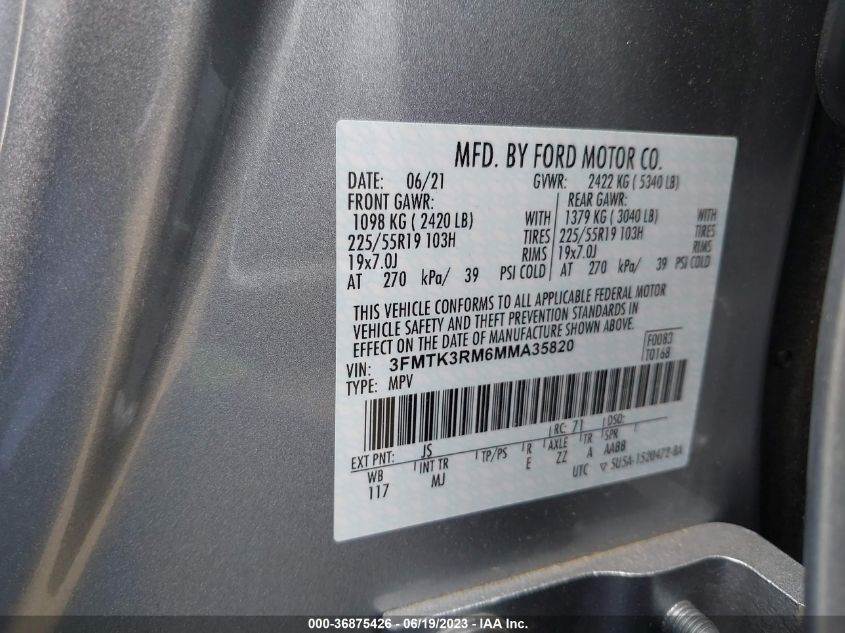 MFD. BY FORD MOTOR CO.
DATE: 06/21 GVWR: 2422 KG ( 5340 LB)
FRONT GAWR: REAR GAWR:
1098 KG ( 2420 LB) WITH 1379 KG ( 3040 LB) WITH
225/55R19 103H TIRES 225/55R19 103H TIRES
19x7.0J RIMS 19x7.0J RIMS
AT 270 kPa/ 39 PSI COLD AT 270 kPa/ 39 PSI COLD
THIS VEHICLE CONFORMS TO ALL APPLICABLE FEDERAL MOTOR
VEHICLE SAFETY AND THEFT PREVENTION STANDARDS IN
EFFECT ON THE DATE OF MANUFACTURE SHOWN ABOVE.
VIN: 3FMTK3RM6MMA35820 F0083
TYPE: MPV T0168
EXT PNT: JS RC: 71 DSO:
WB INT TR TP/PS R AXLE TR SPR
117 MJ E ZZ A AABB
UTC ▽ SU5A-1520472-BA
000-36875426 - 06/19/2023 - IAA Inc.